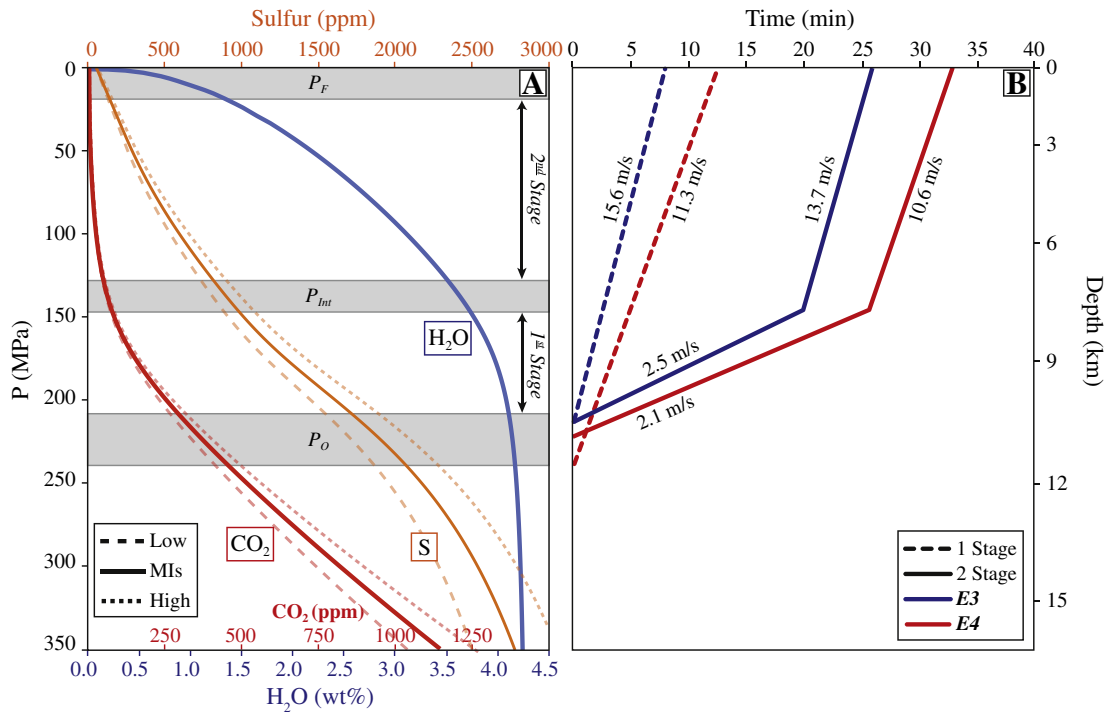 Sulfur (ppm)
0 500 1000 1500 2000 2500 3000
Time (min)
0 5 10 15 20 25 30 35 40
A
B
P (MPa)
0
50
100
150
200
250
300
350
P_F
2nd Stage
P_Int
1st Stage
P_O
H2O
CO2
S
Low
MIs
High
CO2 (ppm)
250 500 750 1000 1250
0.0 1.0 1.5 2.0 2.5 3.0 3.5 4.0 4.5
H2O (wt%)
15.6 m/s
11.3 m/s
13.7 m/s
10.6 m/s
2.5 m/s
2.1 m/s
0
3
6
9
12
15
Depth (km)
1 Stage
2 Stage
E3
E4